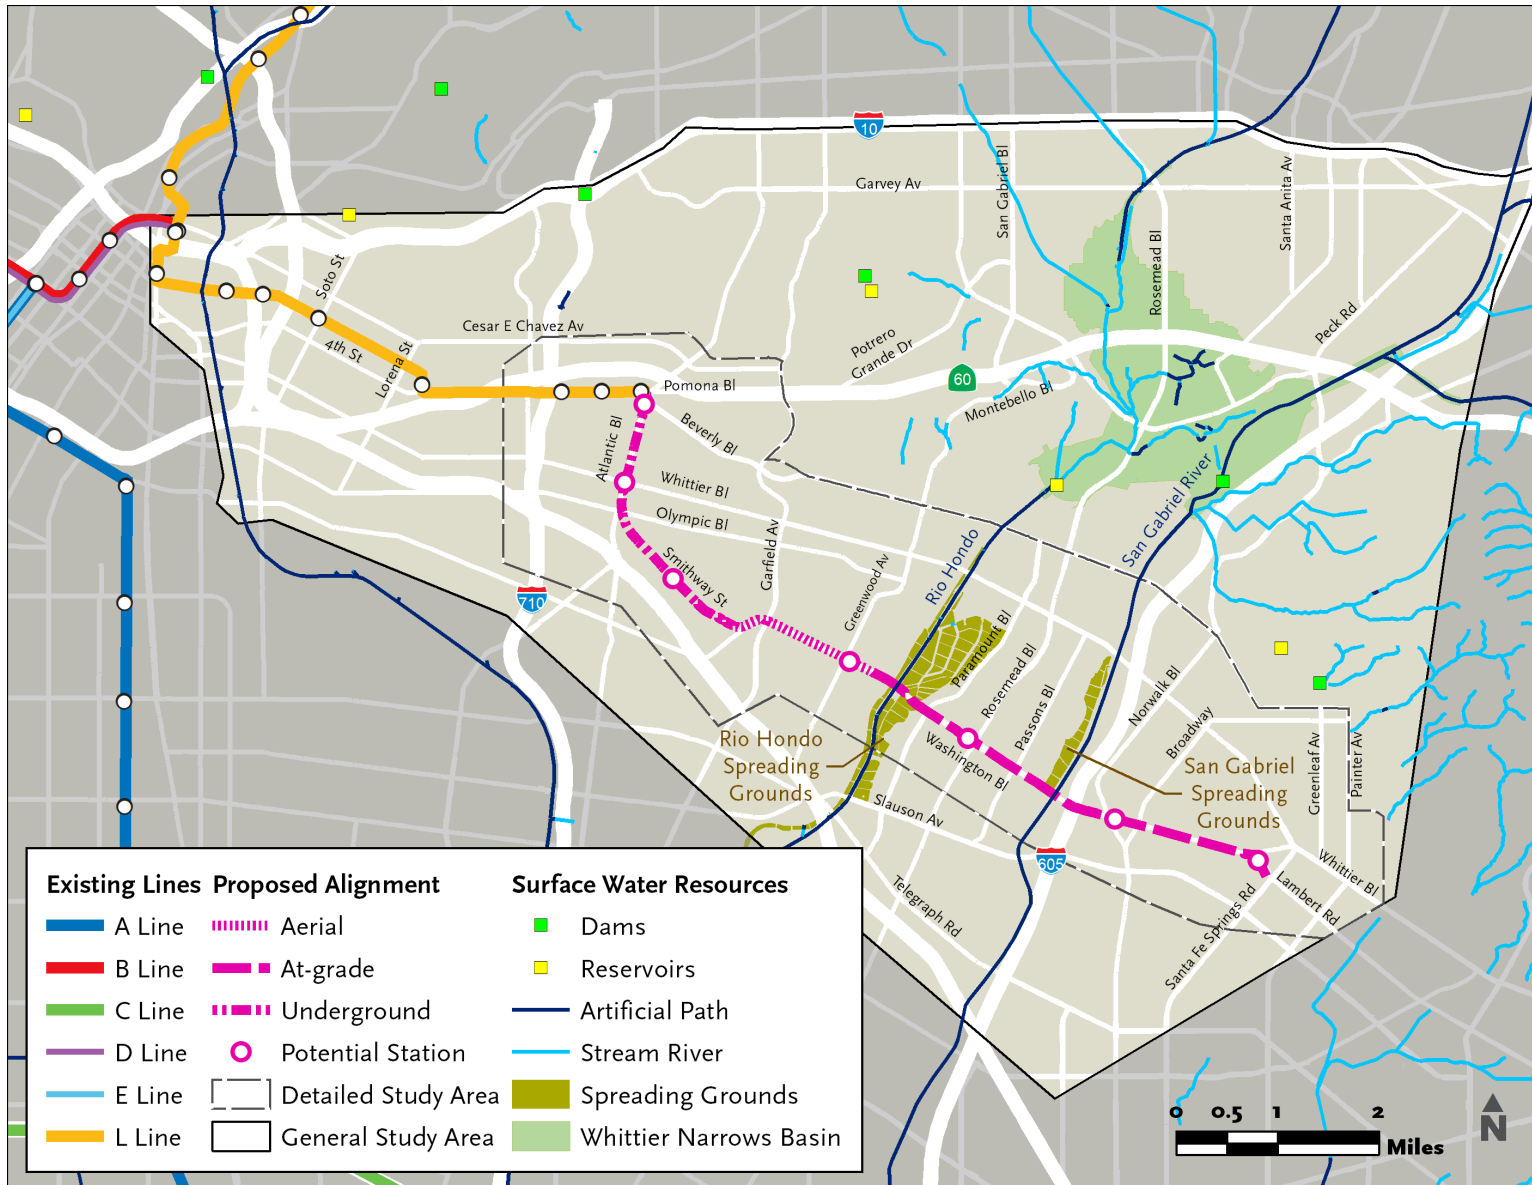 10
Garvey Av
San Gabriel Bl
Santa Anita Av
Rosemead Bl
Soto St
Cesar E Chavez Av
4th St
Lorena St
Potrero
Grande Dr
Peck Rd
60
Pomona Bl
Montebello Bl
Atlantic Bl
Beverly Bl
Whittier Bl
Olympic Bl
Garfield Av
Smithway St
Greenwood Av
Rio Hondo
San Gabriel River
710
Paramount Bl
Rosemead Bl
Passons Bl
Norwalk Bl
Broadway
Greenleaf Av
Painter Av
Rio Hondo
Spreading
Grounds
Washington Bl
San Gabriel
Spreading
Grounds
Slauson Av
605
Whittier Bl
Lambert Rd
Santa Fe Springs Rd
Telegraph Rd
Existing Lines
A Line
B Line
C Line
D Line
E Line
L Line
Proposed Alignment
Aerial
At-grade
Underground
Potential Station
Detailed Study Area
General Study Area
Surface Water Resources
Dams
Reservoirs
Artificial Path
Stream River
Spreading Grounds
Whittier Narrows Basin
0 0.5 1 2
Miles
N